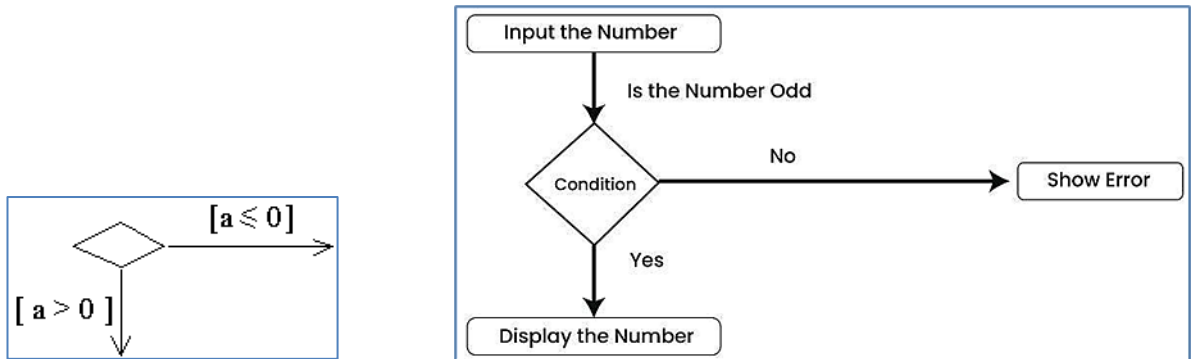 [a ⩽ 0]
[ a > 0 ]
Input the Number
Is the Number Odd
Condition
No
Show Error
Yes
Display the Number